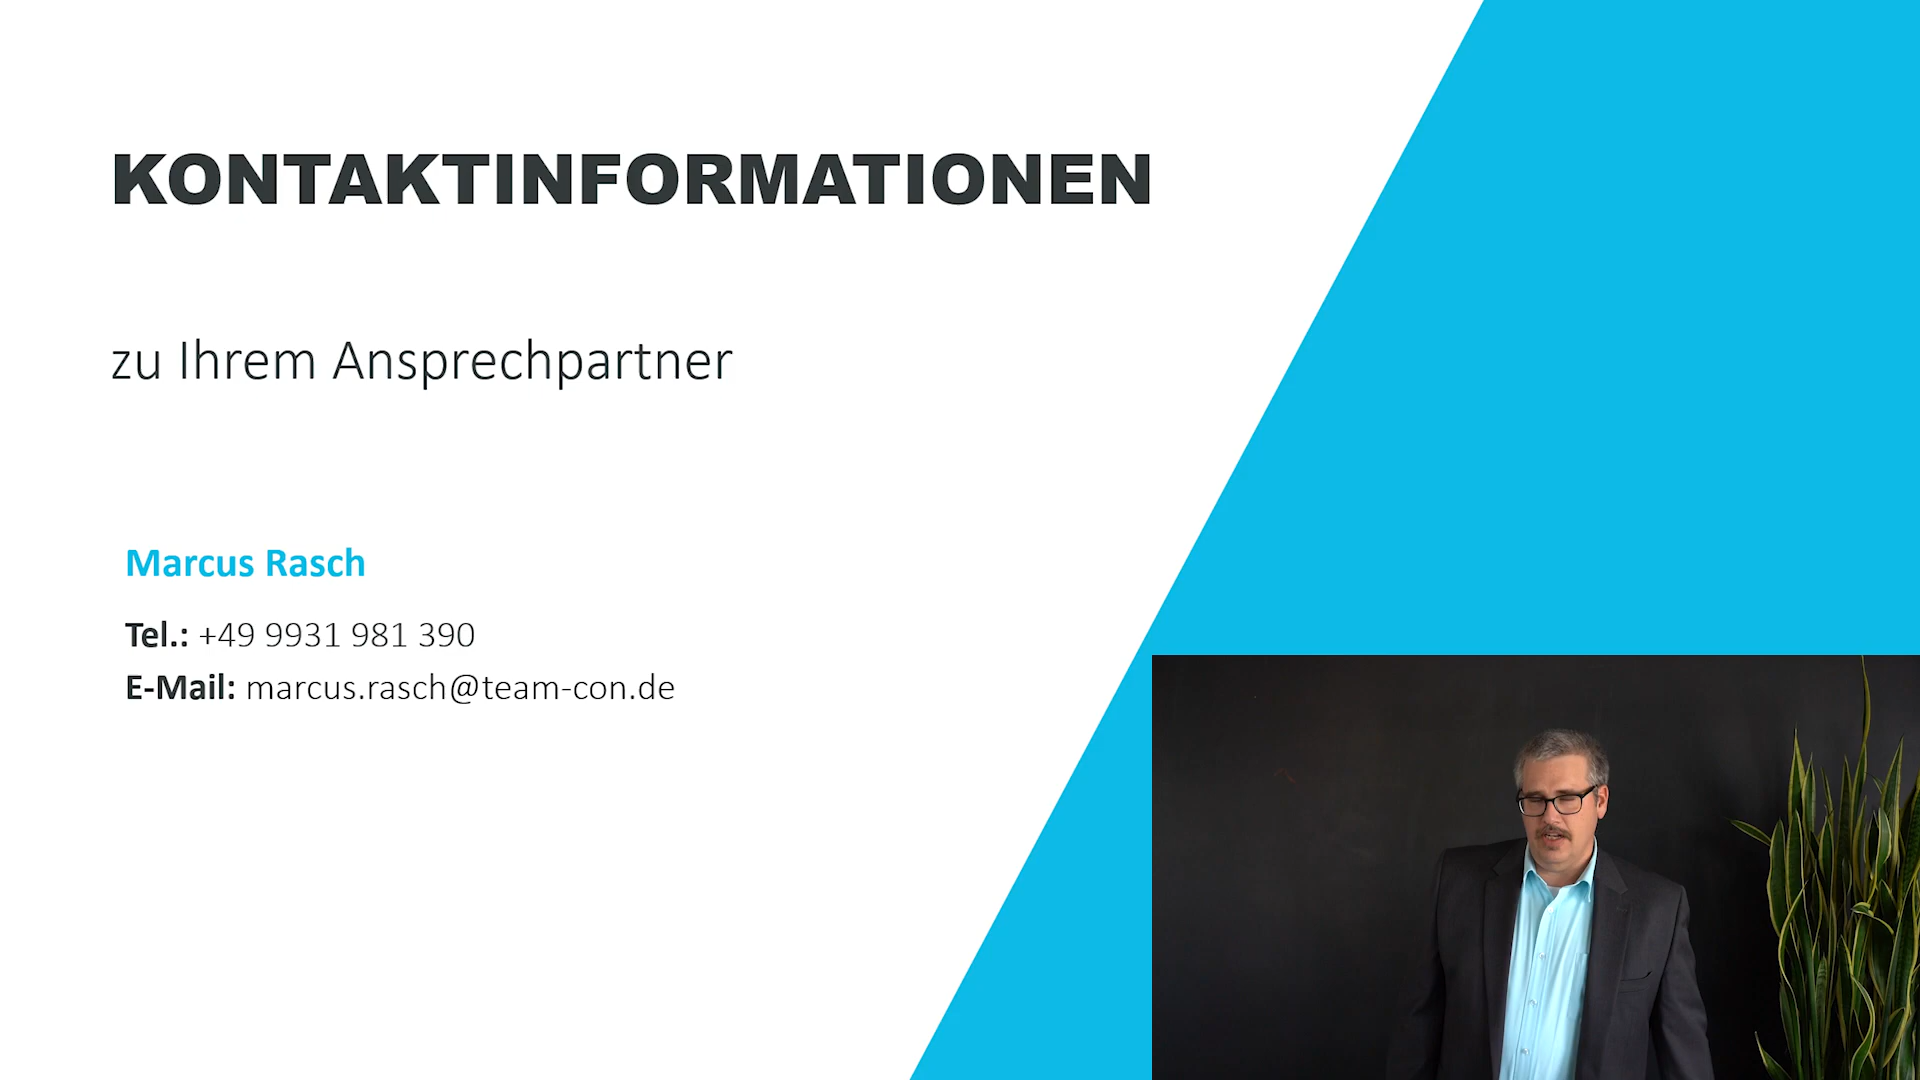 KONTAKTINFORMATIONEN
zu Ihrem Ansprechpartner
Marcus Rasch
Tel.: +49 9931 981 390
E-Mail: marcus.rasch@team-con.de